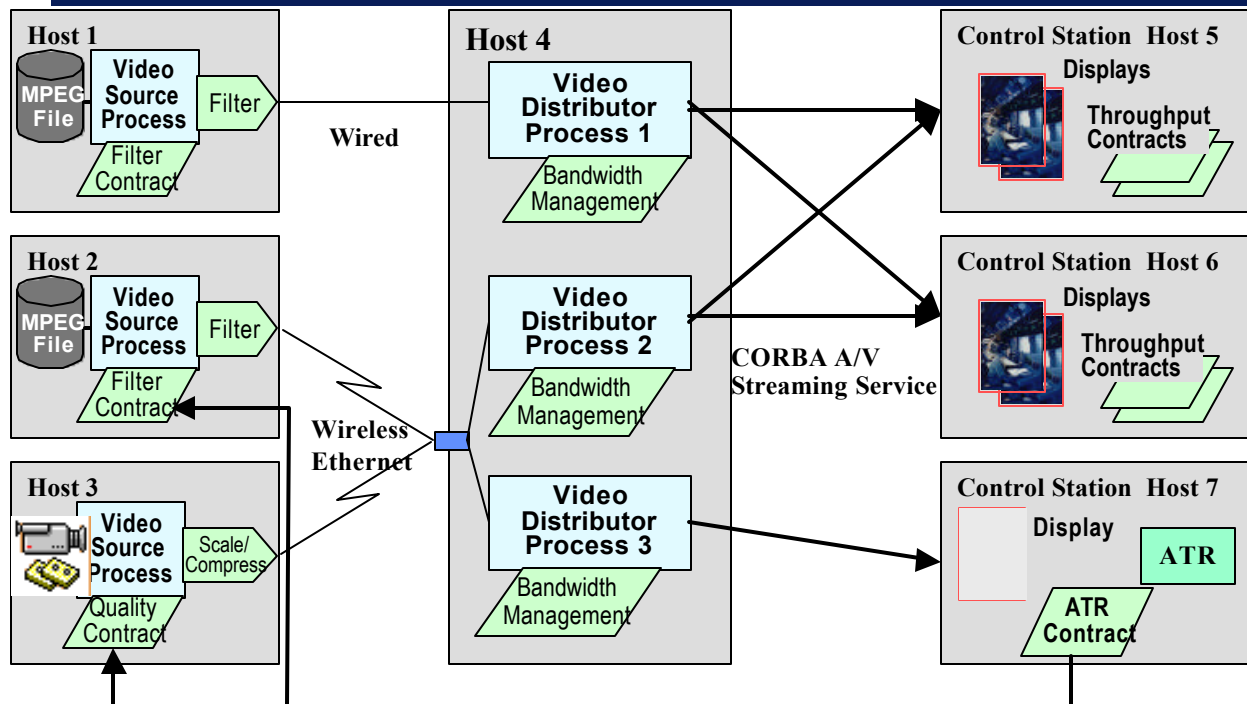 Host 1
MPEG
File
Video
Source
Process
Filter
Filter
Contract
Wired
Host 2
MPEG
File
Video
Source
Process
Filter
Filter
Contract
Wireless
Ethernet
Host 3
Video
Source
Process
Scale/
Compress
Quality
Contract
Host 4
Video
Distributor
Process 1
Bandwidth
Management
Video
Distributor
Process 2
Bandwidth
Management
Video
Distributor
Process 3
Bandwidth
Management
CORBA A/V
Streaming Service
Control Station Host 5
Displays
Throughput
Contracts
Control Station Host 6
Displays
Throughput
Contracts
Control Station Host 7
Display
ATR
ATR
Contract